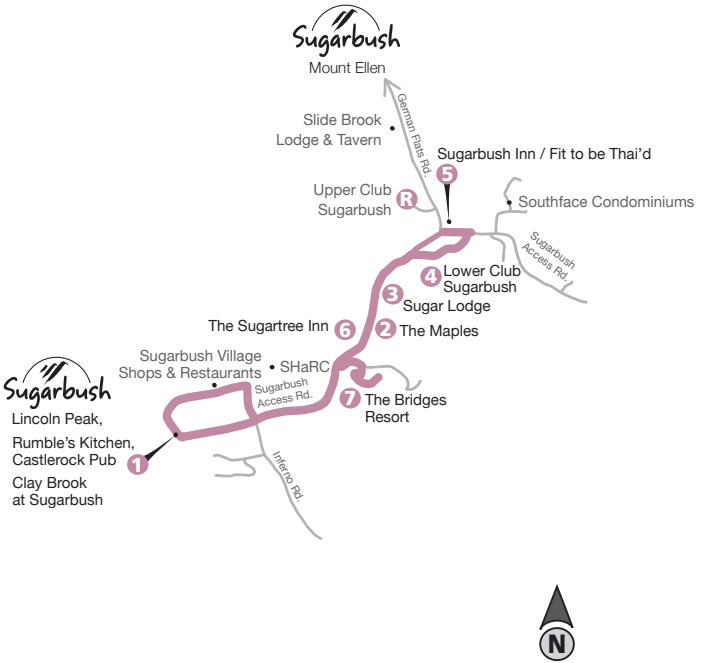 Sugarbush
Mount Ellen
German Flats Rd.
Slide Brook
Lodge & Tavern
Sugarbush Inn / Fit to be Thai’d
5
Upper Club
Sugarbush
R
Southface Condominiums
Sugarbush
Access Rd.
4
Lower Club
Sugarbush
3
Sugar Lodge
The Sugartree Inn
6
2
The Maples
Sugarbush Village
Shops & Restaurants
SHaRC
Sugarbush
Access Rd.
7
The Bridges
Resort
Sugarbush
Lincoln Peak,
Rumble’s Kitchen,
Castlerock Pub
1
Clay Brook
at Sugarbush
Inferno Rd.
N